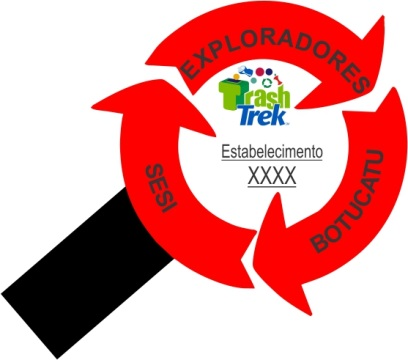 EXPLORADORES
Trash
Trek
Estabelecimento
XXXX
SESI
BOTUCATU